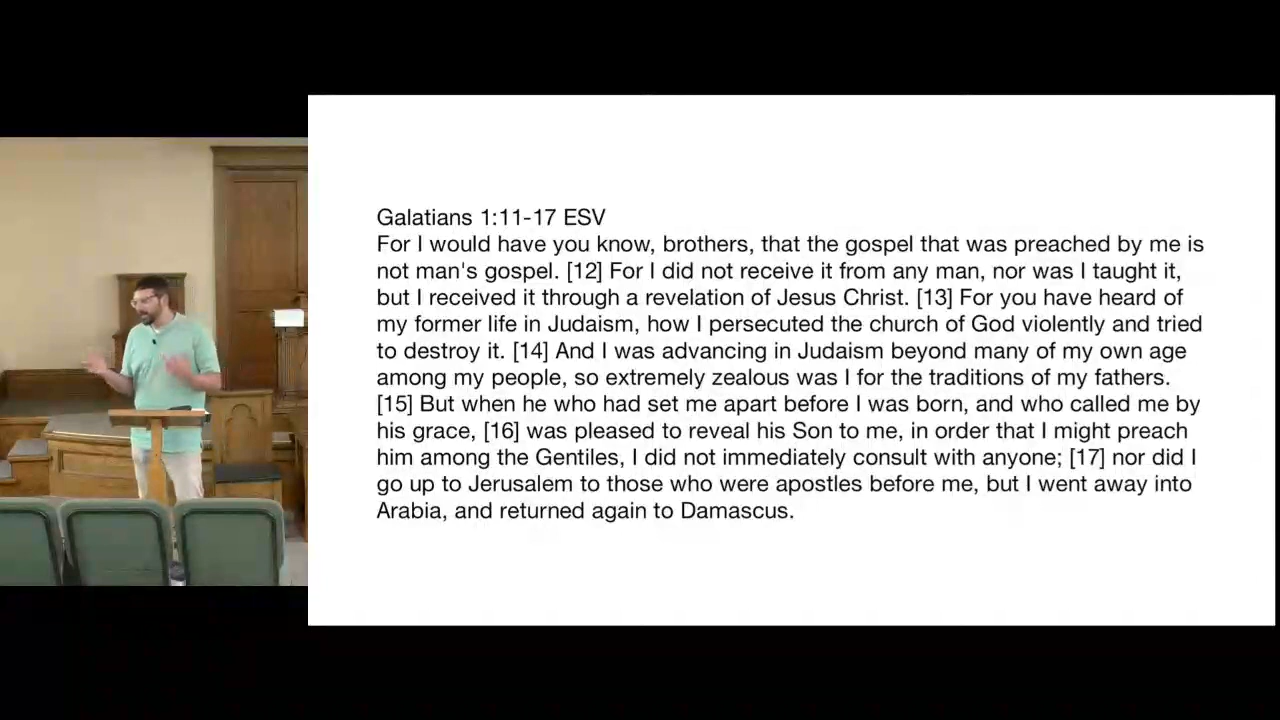 Galatians 1:11-17 ESV
For I would have you know, brothers, that the gospel that was preached by me is
not man's gospel. [12] For I did not receive it from any man, nor was I taught it,
but I received it through a revelation of Jesus Christ. [13] For you have heard of
my former life in Judaism, how I persecuted the church of God violently and tried
to destroy it. [14] And I was advancing in Judaism beyond many of my own age
among my people, so extremely zealous was I for the traditions of my fathers.
[15] But when he who had set me apart before I was born, and who called me by
his grace, [16] was pleased to reveal his Son to me, in order that I might preach
him among the Gentiles, I did not immediately consult with anyone; [17] nor did I
go up to Jerusalem to those who were apostles before me, but I went away into
Arabia, and returned again to Damascus.